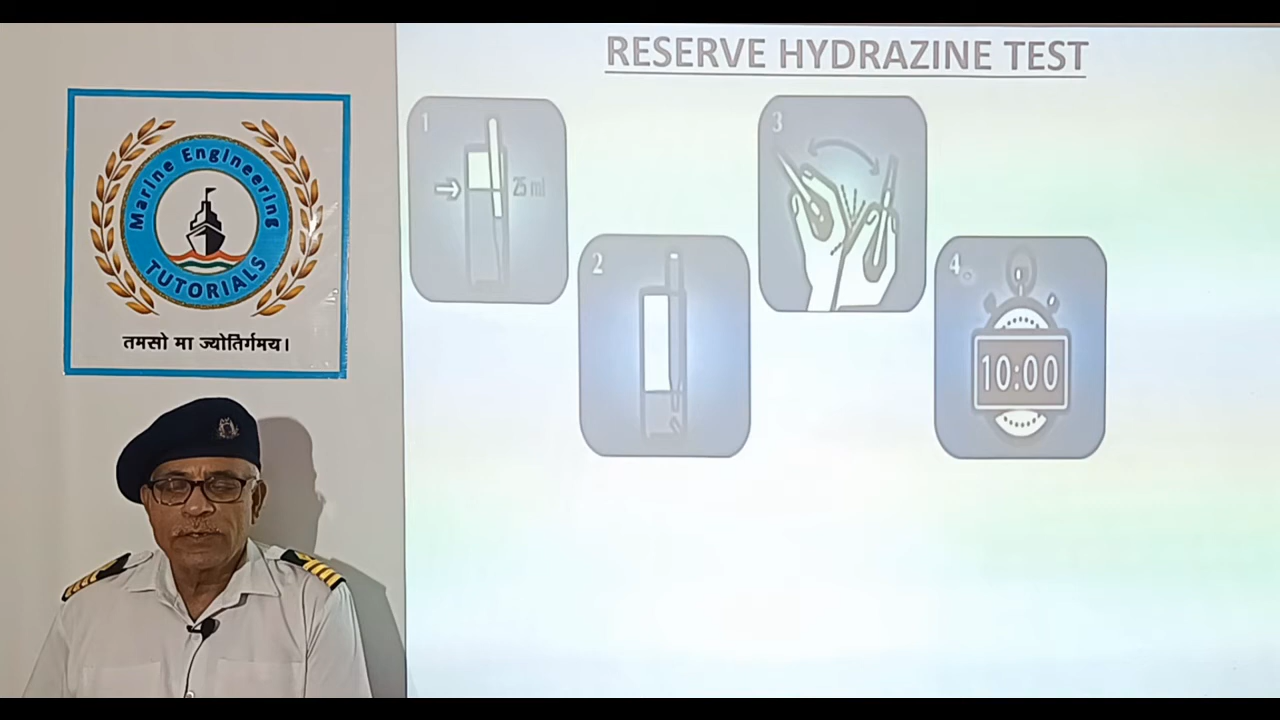 RESERVE HYDRAZINE TEST
Marine Engineering
TUTORIALS
तमसो मा ज्योतिर्गमय।
1
25 ml
2
3
4
10:00